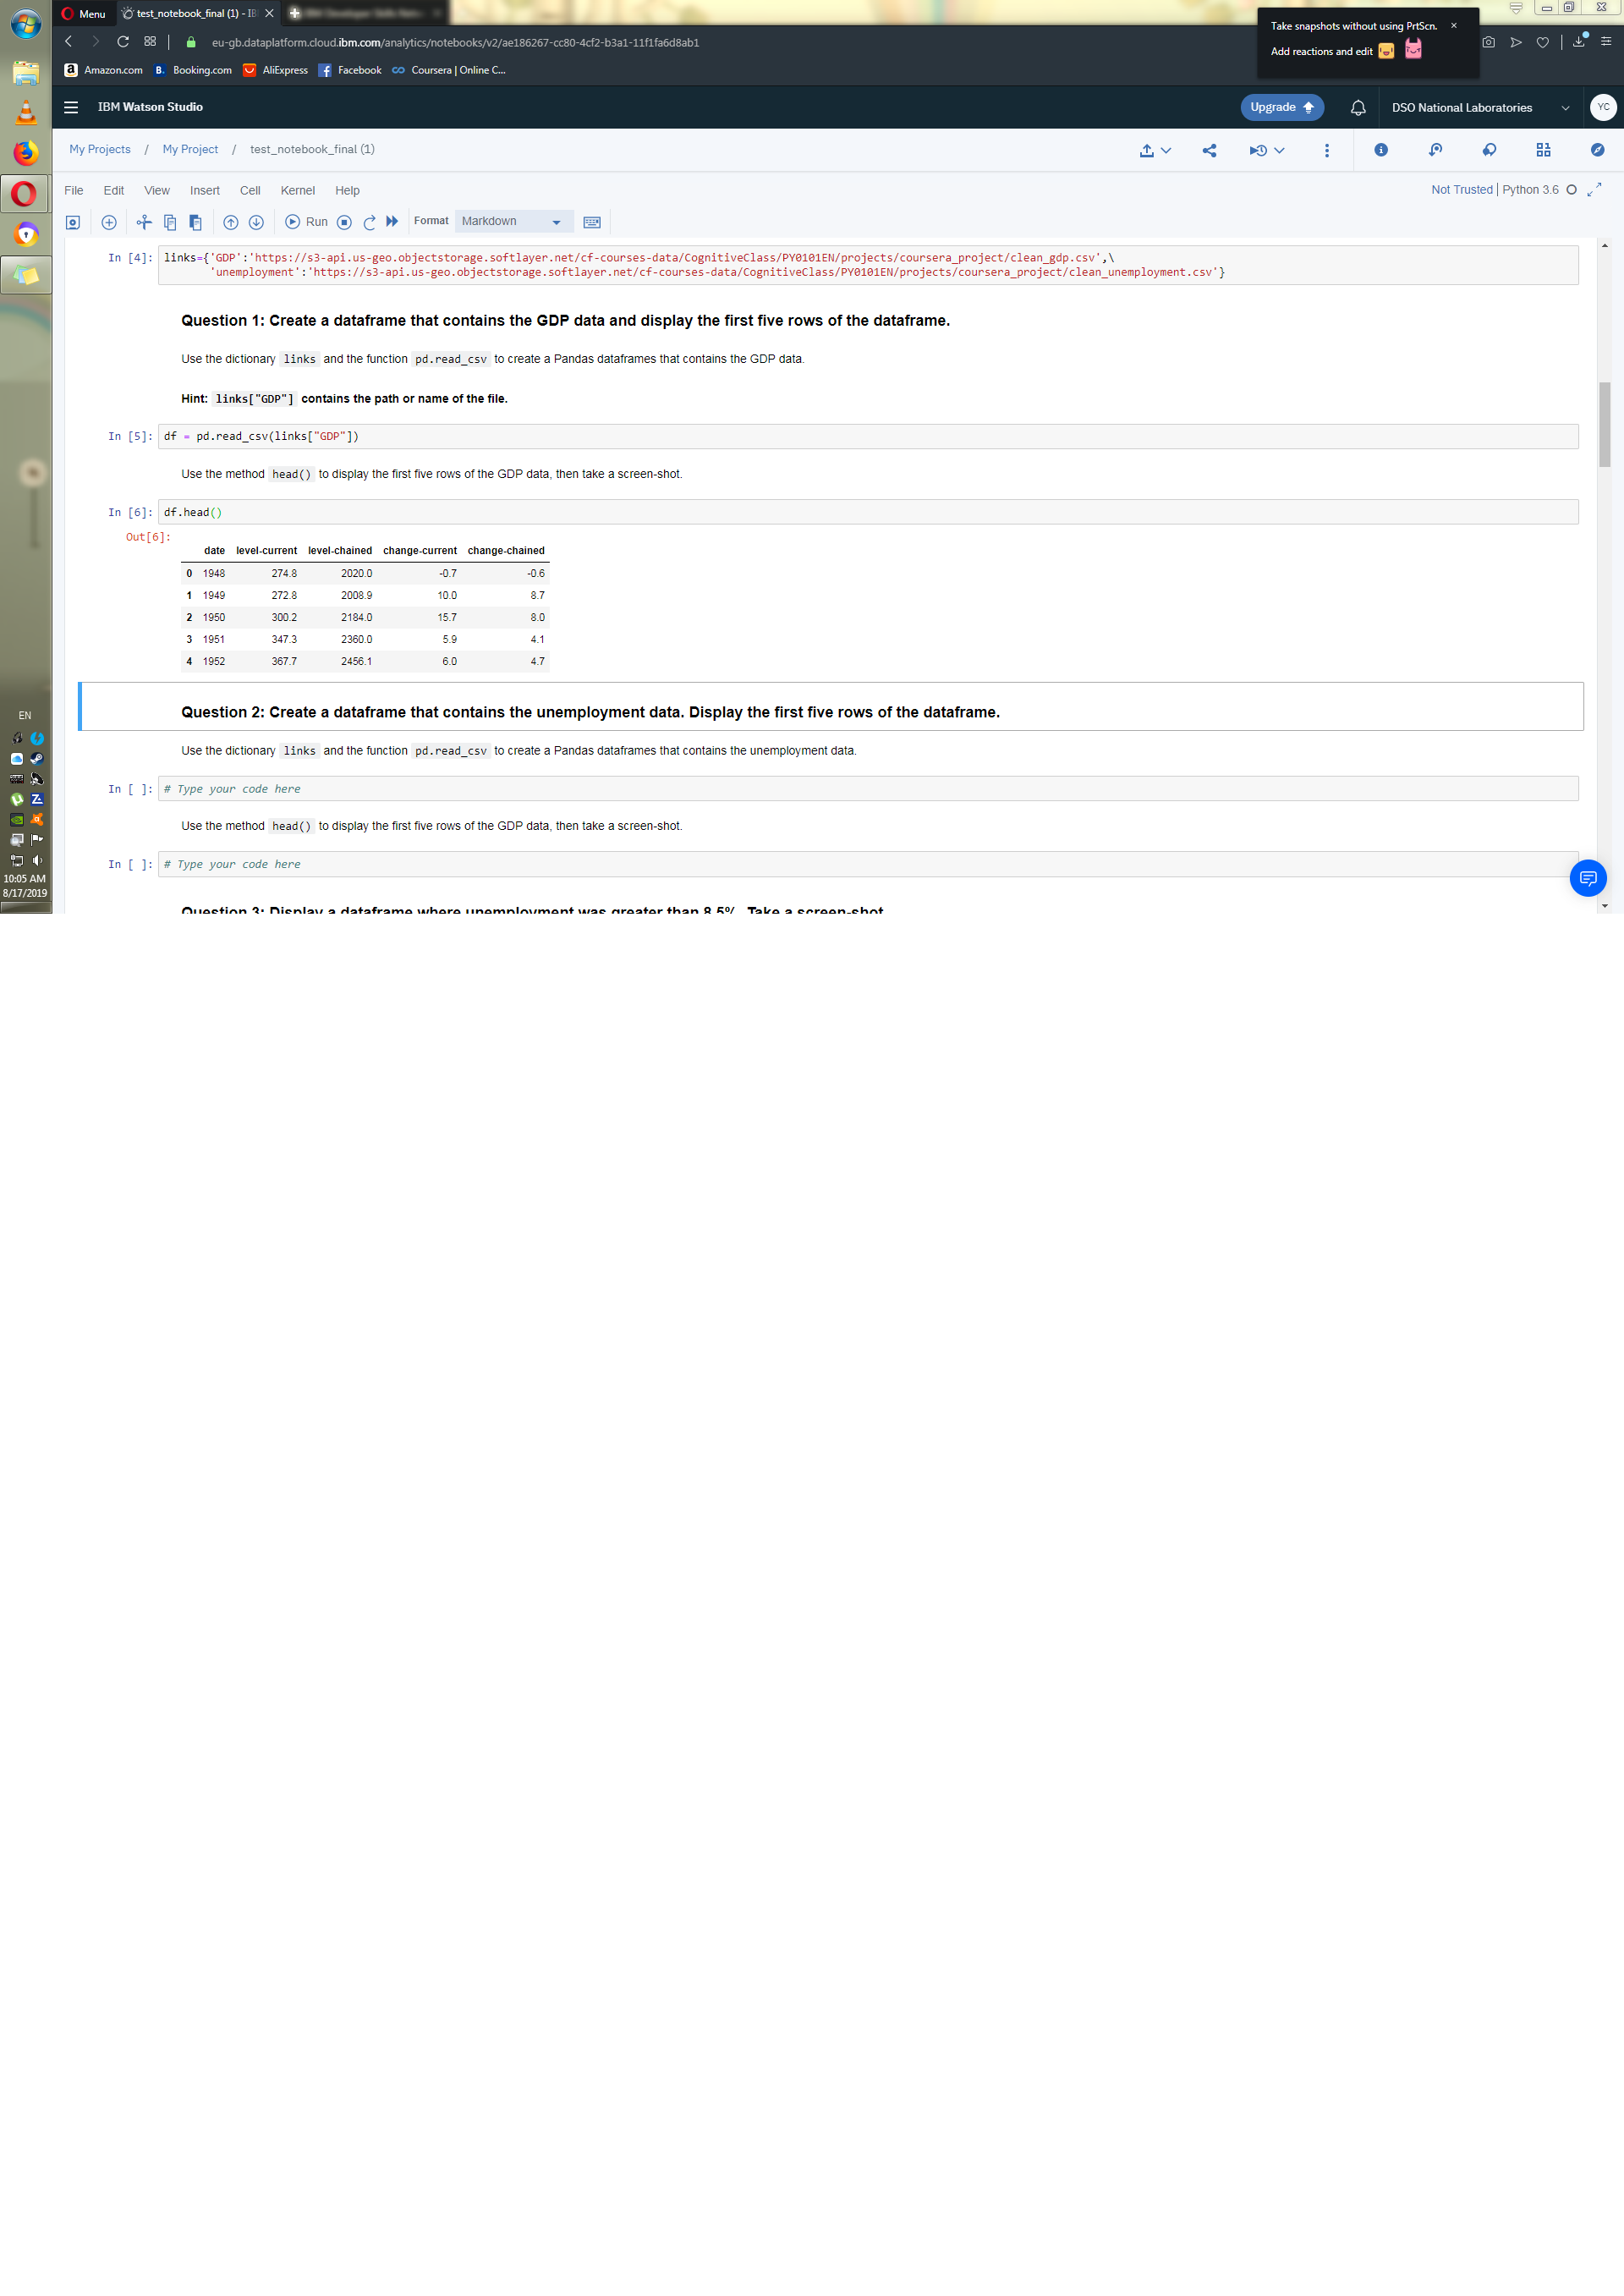 Menu
test_notebook_final (1) - IB
Take snapshots without using PrtScn.
Add reactions and edit
eu-gb.dataplatform.cloud.ibm.com/analytics/notebooks/v2/ae186267-cc80-4cf2-b3a1-11f1fa6d8ab1
Amazon.com Booking.com AliExpress Facebook Coursera | Online C...
IBM Watson Studio Upgrade DSO National Laboratories YC
My Projects / My Project / test_notebook_final (1)
File Edit View Insert Cell Kernel Help Not Trusted | Python 3.6
Run Format Markdown
In [4]: links={'GDP':'https://s3-api.us-geo.objectstorage.softlayer.net/cf-courses-data/CognitiveClass/PY0101EN/projects/coursera_project/clean_gdp.csv',\
'unemployment':'https://s3-api.us-geo.objectstorage.softlayer.net/cf-courses-data/CognitiveClass/PY0101EN/projects/coursera_project/clean_unemployment.csv'}
Question 1: Create a dataframe that contains the GDP data and display the first five rows of the dataframe.
Use the dictionary links and the function pd.read_csv to create a Pandas dataframes that contains the GDP data.
Hint: links["GDP"] contains the path or name of the file.
In [5]: df = pd.read_csv(links["GDP"])
Use the method head() to display the first five rows of the GDP data, then take a screen-shot.
In [6]: df.head()
Out[6]:
date level-current level-chained change-current change-chained
0 1948 274.8 2020.0 -0.7 -0.6
1 1949 272.8 2008.9 10.0 8.7
2 1950 300.2 2184.0 15.7 8.0
3 1951 347.3 2360.0 5.9 4.1
4 1952 367.7 2456.1 6.0 4.7
Question 2: Create a dataframe that contains the unemployment data. Display the first five rows of the dataframe.
Use the dictionary links and the function pd.read_csv to create a Pandas dataframes that contains the unemployment data.
In [ ]: # Type your code here
Use the method head() to display the first five rows of the GDP data, then take a screen-shot.
In [ ]: # Type your code here
Question 3: Display a dataframe where unemployment was greater than 8.5%. Take a screen-shot
EN
10:05 AM
8/17/2019